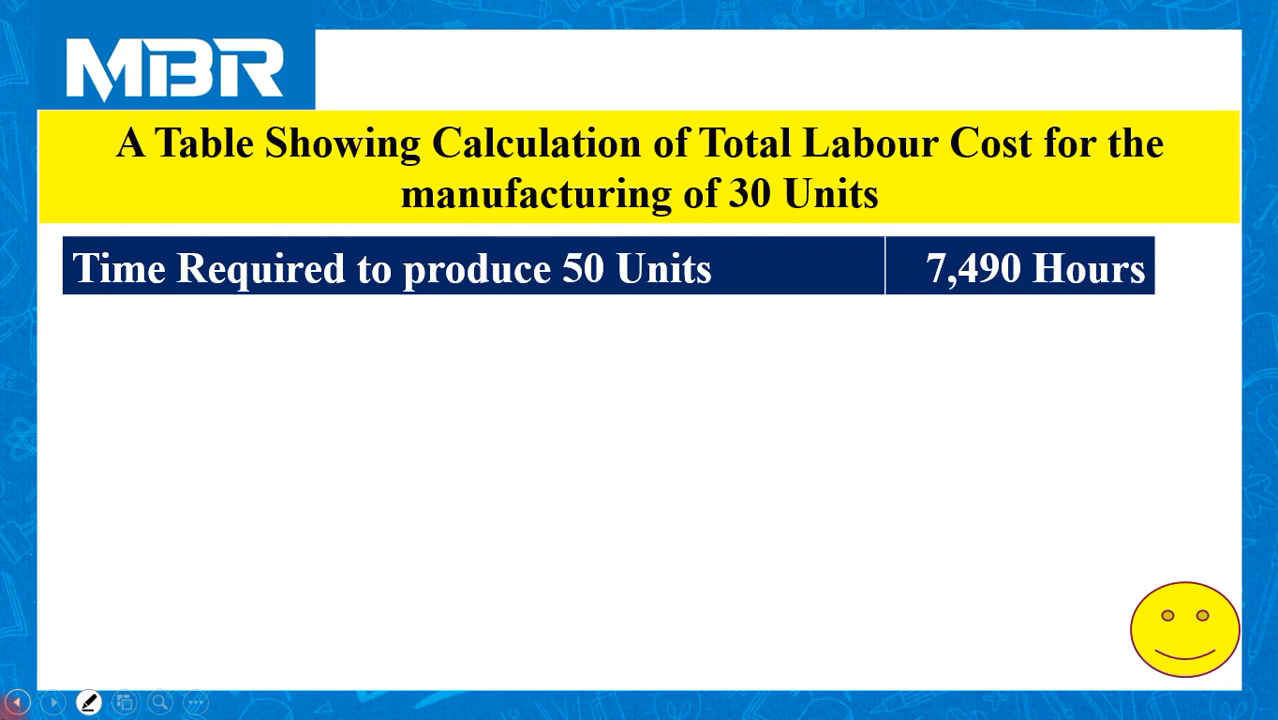 MBR
A Table Showing Calculation of Total Labour Cost for the
manufacturing of 30 Units
Time Required to produce 50 Units 7,490 Hours